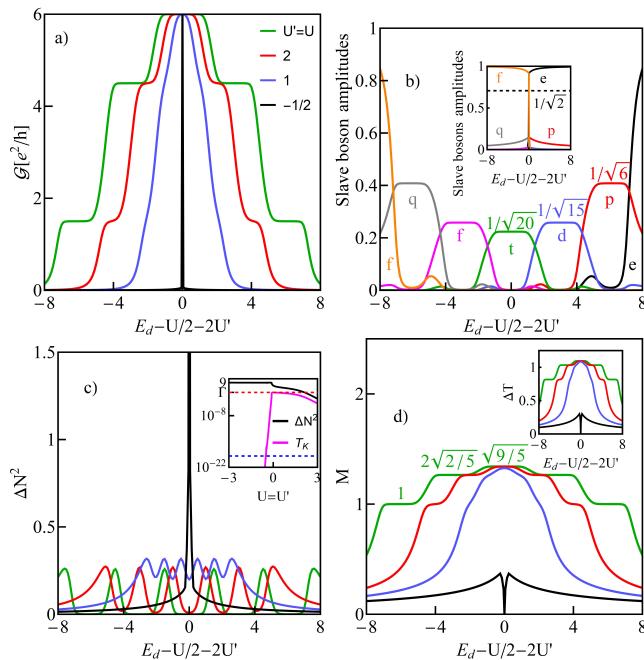 a)
𝒢[e²/h]
6
4
2
0
−8
−4
0
4
8
E_d−U/2−2U'
U'=U
2
1
−1/2
b)
Slave boson amplitudes
1
0.8
0.6
0.4
0.2
0
−8
−4
0
4
8
E_d−U/2−2U'
f
q
f
t
d
p
e
1/√20
1/√15
1/√6
Slave bosons amplitudes
1
0.5
0
−8
0
8
E_d−U/2−2U'
f
e
1/√2
q
p
c)
ΔN²
1.5
1
0.5
0
−8
−4
0
4
8
E_d−U/2−2U'
9
Γ
10⁻⁸
10⁻²²
−3
0
3
U=U'
ΔN²
T_K
d)
M
2
1
0
−8
−4
0
4
8
E_d−U/2−2U'
1
2√(2/5)
√(9/5)
ΔT
1
0.5
0
−8
−4
0
4
8
E_d−U/2−2U'